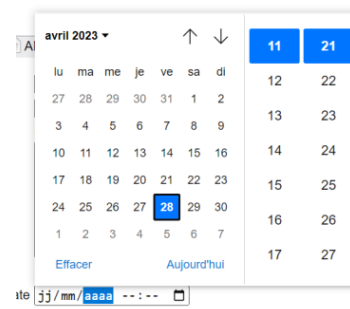 avril 2023
Al
lu ma me je ve sa di
27 28 29 30 31 1 2
3 4 5 6 7 8 9
10 11 12 13 14 15 16
17 18 19 20 21 22 23
24 25 26 27 28 29 30
1 2 3 4 5 6 7
Effacer Aujourd'hui
11 21
12 22
13 23
14 24
15 25
16 26
17 27
ate jj/mm/aaaa --:--